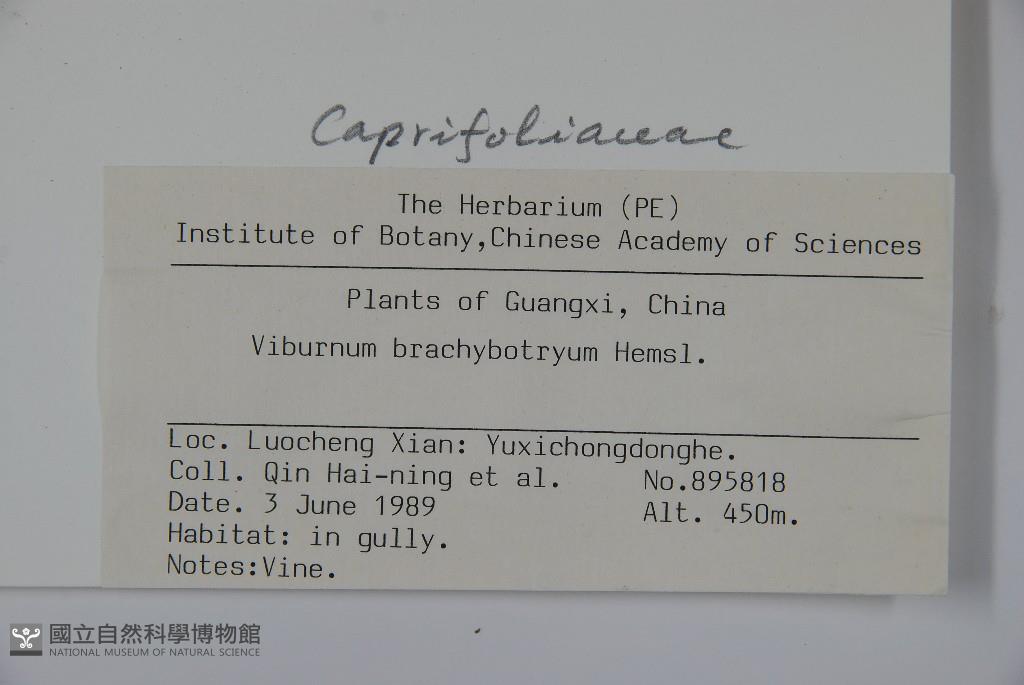 Caprifoliaceae
The Herbarium (PE)
Institute of Botany,Chinese Academy of Sciences
Plants of Guangxi, China
Viburnum brachybotryum Hemsl.
Loc. Luocheng Xian: Yuxichongdonghe.
Coll. Qin Hai-ning et al. No.895818
Date. 3 June 1989 Alt. 450m.
Habitat: in gully.
Notes:Vine.
國立自然科學博物館
NATIONAL MUSEUM OF NATURAL SCIENCE